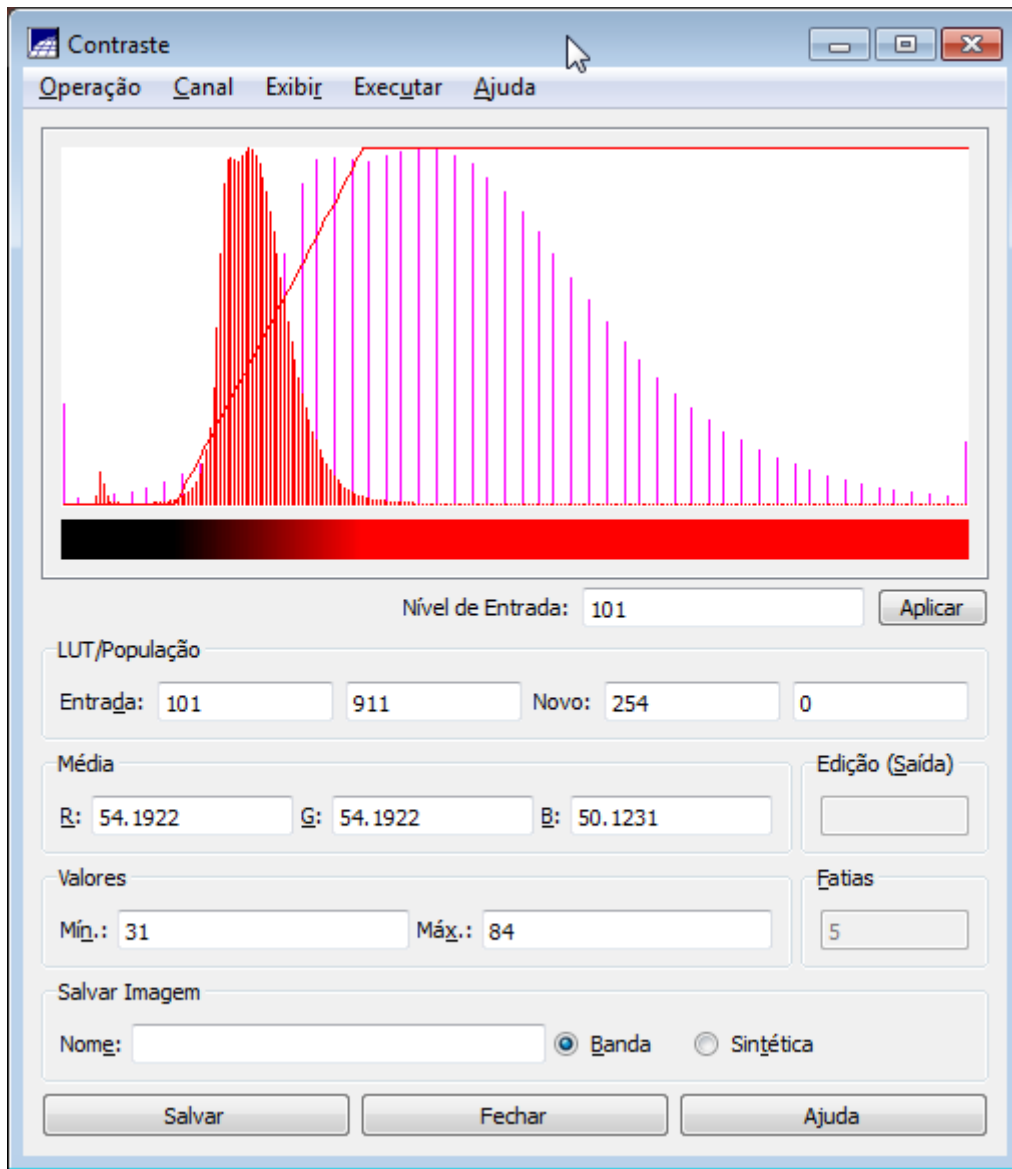 Contraste
Operação Canal Exibir Executar Ajuda
Nível de Entrada: 101 Aplicar
LUT/População
Entrada: 101 911 Novo: 254 0
Média Edição (Saída)
R: 54.1922 G: 54.1922 B: 50.1231
Valores Fatias
Mín.: 31 Máx.: 84 5
Salvar Imagem
Nome: Banda Sintética
Salvar Fechar Ajuda